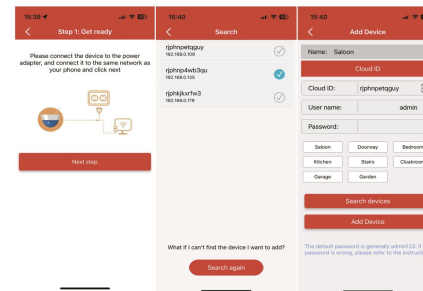 15:39
Step 1: Get ready
Please connect the device to the power
adapter, and connect it to the same network as
your phone and click next
Next step
15:40
Search
rjphnpetqguy
192.168.0.109
rjphnp4wb3qu
192.168.0.135
rjphkjkxrfw3
192.168.0.178
What if I can't find the device I want to add?
Search again
15:40
Add Device
Name: Saloon
Cloud ID
Cloud ID: rjphnpetqguy
User name: admin
Password:
Saloon Doorway Bedroom
Kitchen Stairs Cloakroom
Garage Garden
Search devices
Add Device
The default password is generally admin123. If
password is wrong, please refer to the instructi